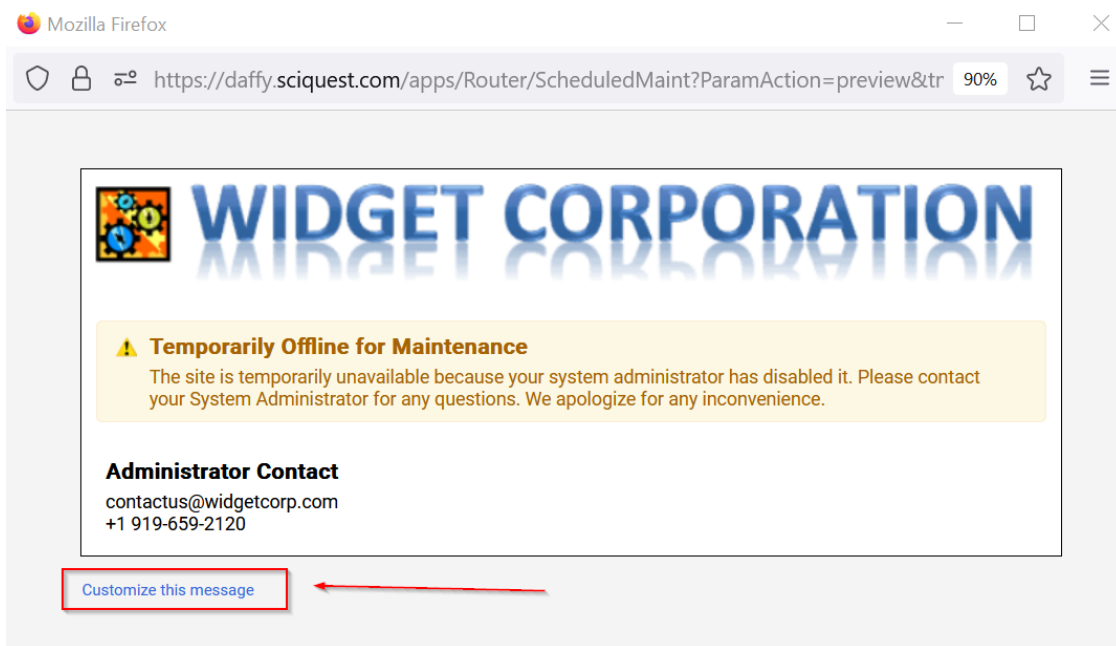 Mozilla Firefox
https://daffy.sciquest.com/apps/Router/ScheduledMaint?ParamAction=preview&tr
90%
WIDGET CORPORATION
Temporarily Offline for Maintenance
The site is temporarily unavailable because your system administrator has disabled it. Please contact
your System Administrator for any questions. We apologize for any inconvenience.
Administrator Contact
contactus@widgetcorp.com
+1 919-659-2120
Customize this message